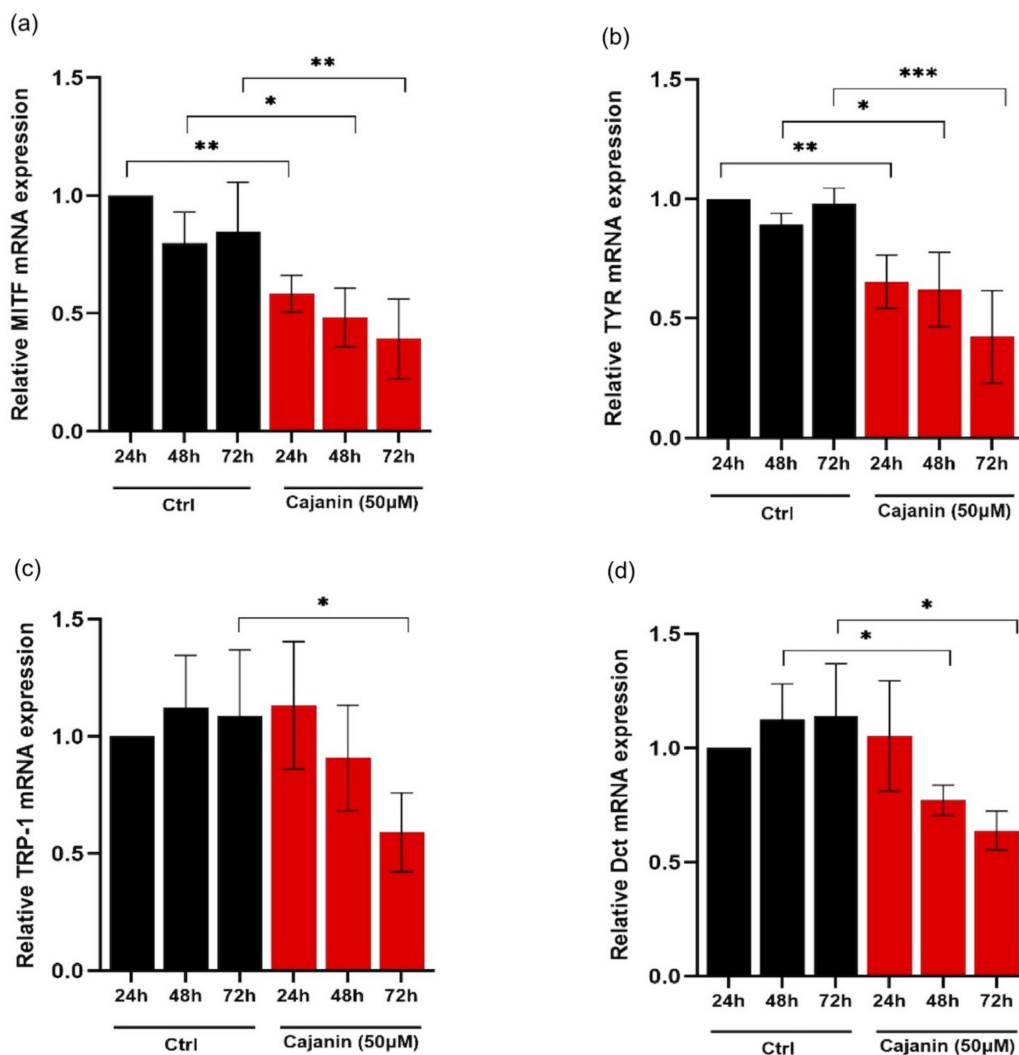 (a)
Relative MITF mRNA expression
1.5
1.0
0.5
0.0
**
*
**
24h 48h 72h 24h 48h 72h
Ctrl Cajanin (50µM)
(b)
Relative TYR mRNA expression
1.5
1.0
0.5
0.0
***
*
**
24h 48h 72h 24h 48h 72h
Ctrl Cajanin (50µM)
(c)
Relative TRP-1 mRNA expression
1.5
1.0
0.5
0.0
*
24h 48h 72h 24h 48h 72h
Ctrl Cajanin (50µM)
(d)
Relative Dct mRNA expression
1.5
1.0
0.5
0.0
*
*
24h 48h 72h 24h 48h 72h
Ctrl Cajanin (50µM)